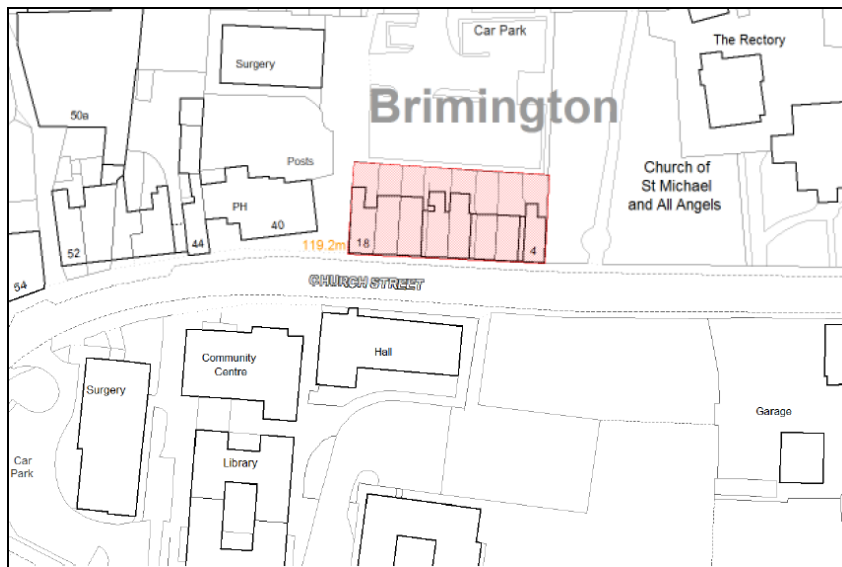 Car Park
The Rectory
Surgery
Brimington
50a
Posts
Church of
St Michael
and All Angels
PH
40
52
44
119.2m
18
4
54
CHURCH STREET
Community
Centre
Hall
Surgery
Garage
Library
Car
Park